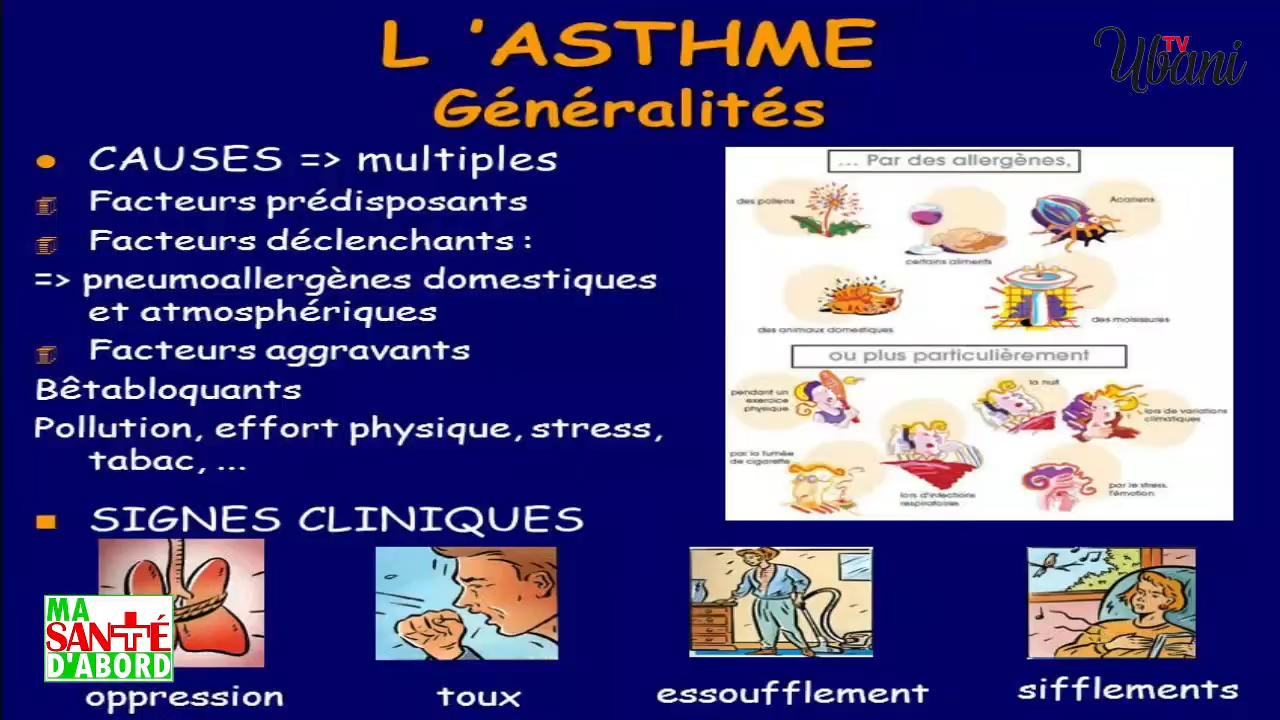 L 'ASTHME
Généralités
TV
Ubani
CAUSES => multiples
Facteurs prédisposants
Facteurs déclenchants :
=> pneumoallergènes domestiques
et atmosphériques
Facteurs aggravants
Bêtabloquants
Pollution, effort physique, stress,
tabac, ...
... Par des allergènes,
des pollens
certains aliments
Acariens
des animaux domestiques
des moisissures
ou plus particulièrement
pendant un
exercice
physique
la nuit
lors de variations
climatiques
par la fumée
de cigarette
lors d'infections
respiratoires
par le stress,
l'émotion
SIGNES CLINIQUES
MA
SANTÉ
D'ABORD
oppression
toux
essoufflement
sifflements